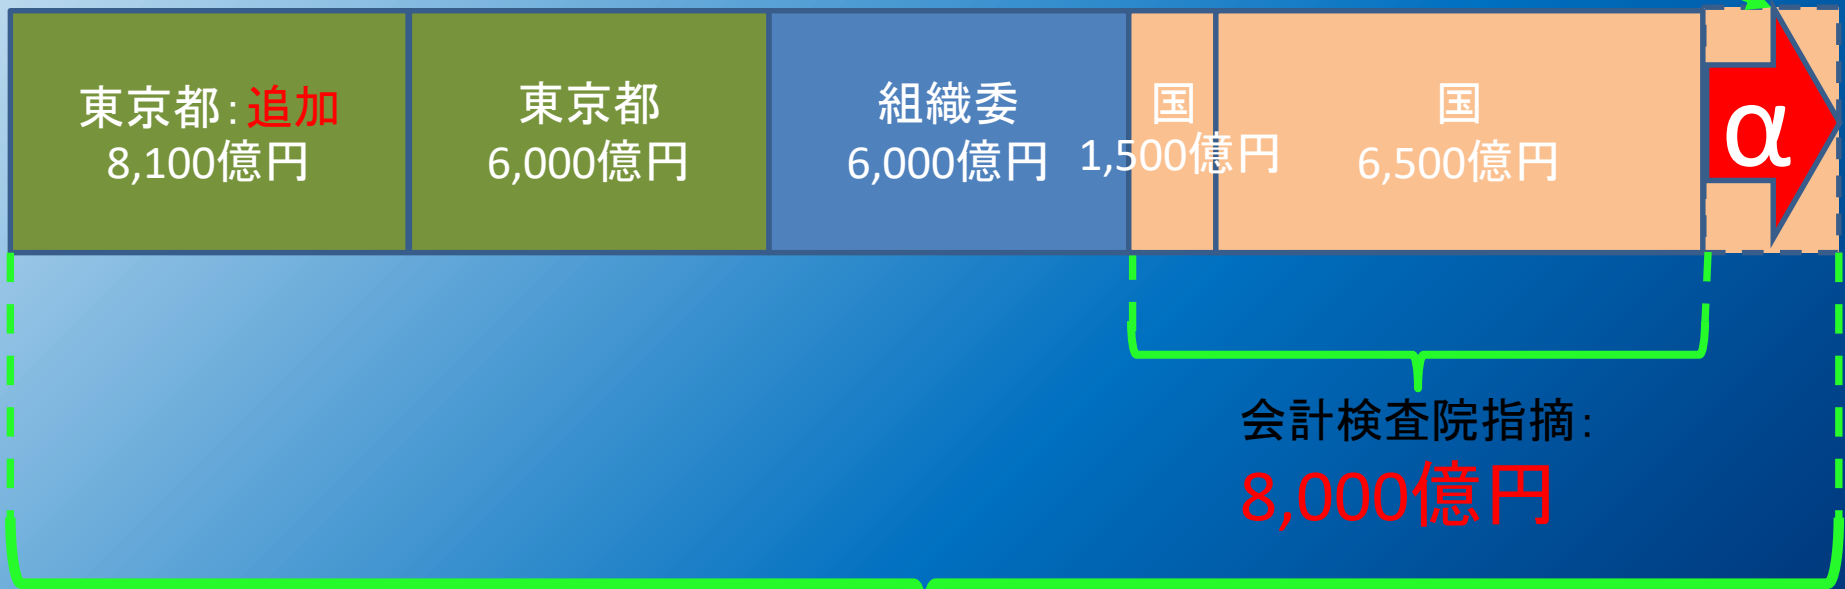 東京都：追加
8,100億円
東京都
6,000億円
組織委
6,000億円
国
1,500億円
国
6,500億円
α
会計検査院指摘：
8,000億円